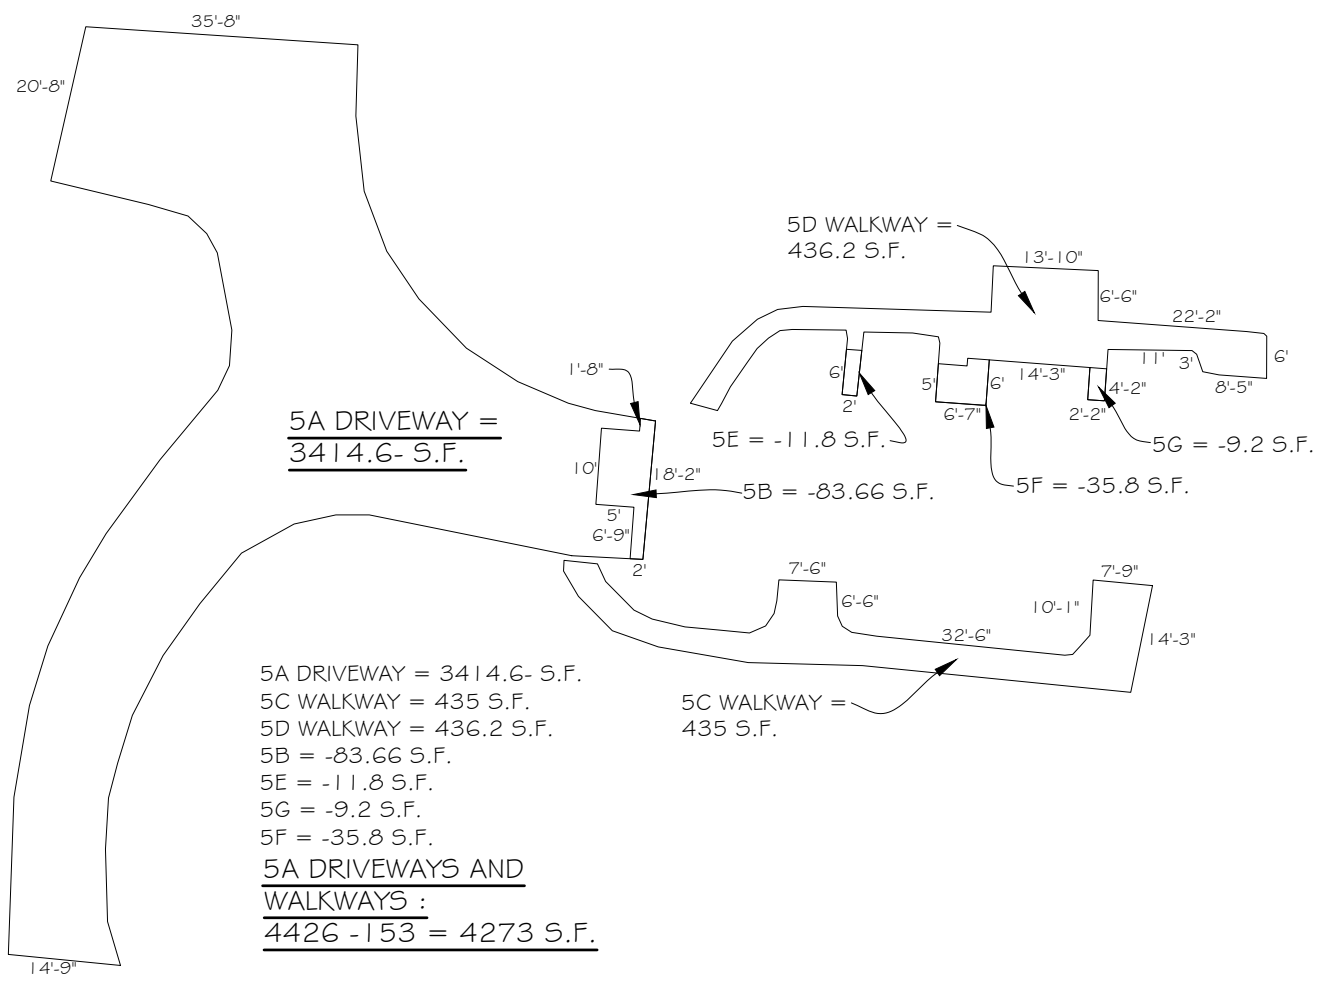 35'-8"
20'-8"
5D WALKWAY =
436.2 S.F.
13'-10"
6'-6"
22'-2"
11'
3'
6'
8'-5"
14'-3"
6'
2'
5'
6'
6'-7"
4'-2"
2'-2"
5E = -11.8 S.F.
5G = -9.2 S.F.
5F = -35.8 S.F.
1'-8"
5A DRIVEWAY =
3414.6- S.F.
10'
18'-2"
5B = -83.66 S.F.
5'
6'-9"
2'
7'-6"
6'-6"
7'-9"
10'-1"
32'-6"
14'-3"
5C WALKWAY =
435 S.F.
5A DRIVEWAY = 3414.6- S.F.
5C WALKWAY = 435 S.F.
5D WALKWAY = 436.2 S.F.
5B = -83.66 S.F.
5E = -11.8 S.F.
5G = -9.2 S.F.
5F = -35.8 S.F.
5A DRIVEWAYS AND
WALKWAYS :
4426 -153 = 4273 S.F.
14'-9"